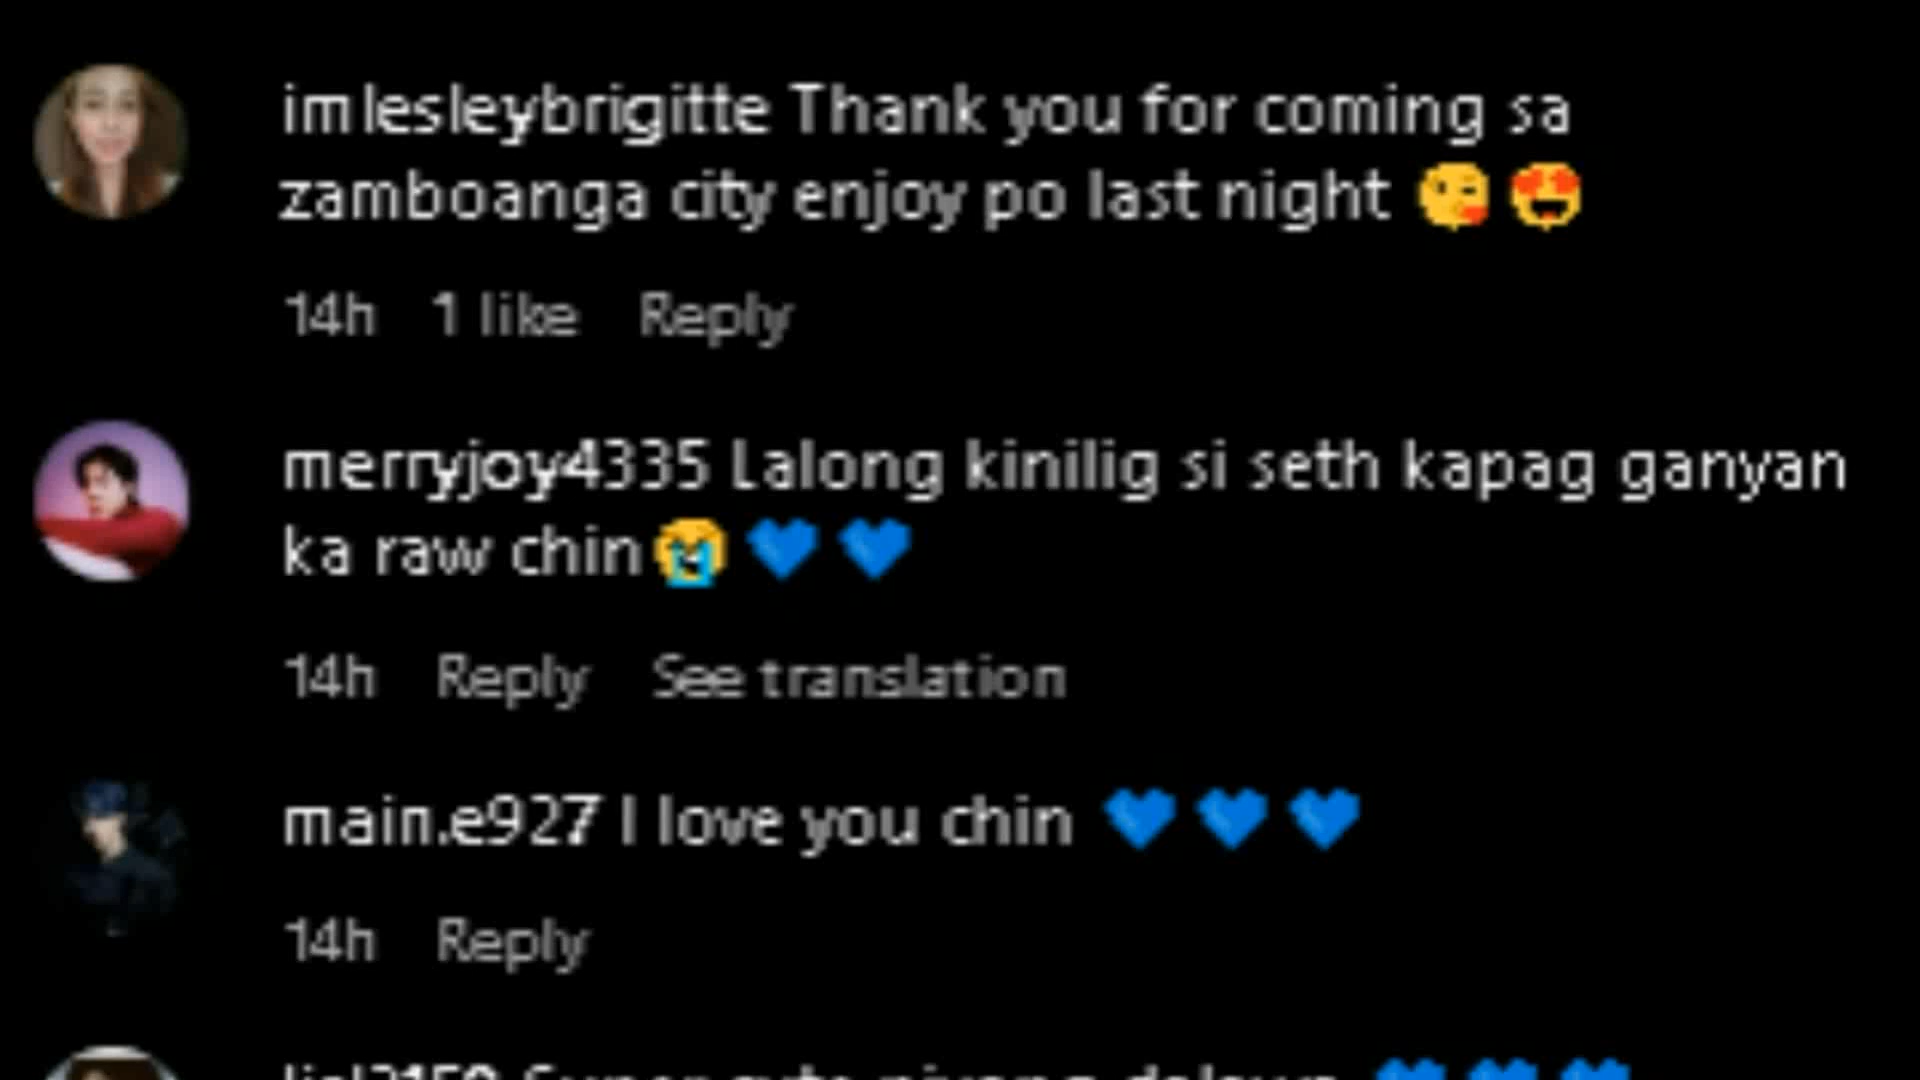 imlesleybrigitte Thank you for coming sa
zamboanga city enjoy po last night 😘 😍
14h 1 like Reply
merryjoy4335 Lalong kinilig si seth kapag ganyan
ka raw chin😭 💙 💙
14h Reply See translation
main.e927 I love you chin 💙 💙 💙
14h Reply